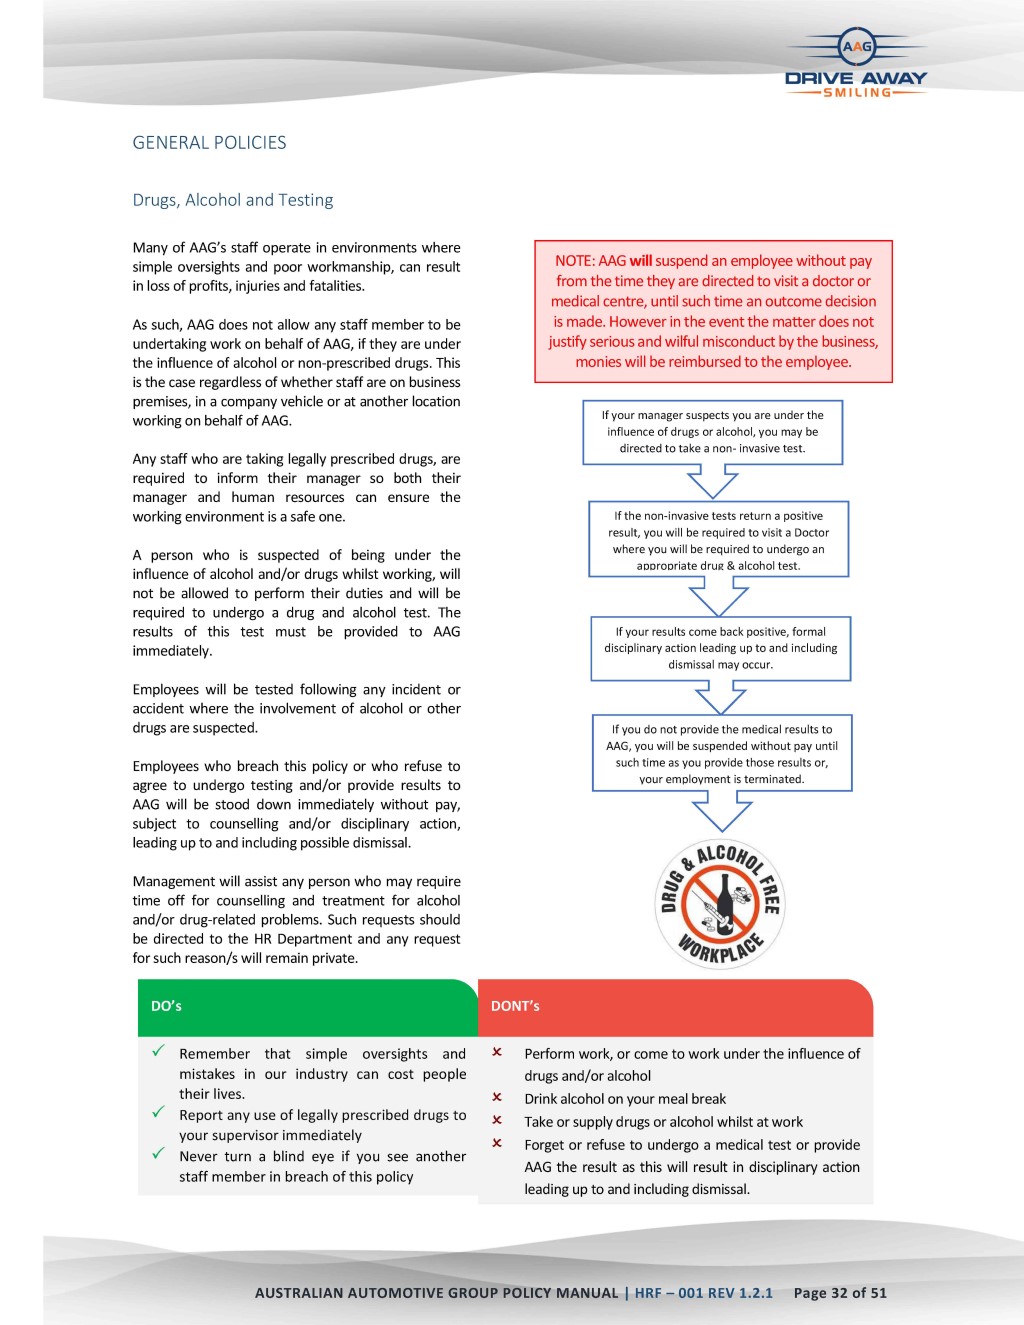 AAG
DRIVE AWAY
SMILING
GENERAL POLICIES
Drugs, Alcohol and Testing
Many of AAG’s staff operate in environments where
simple oversights and poor workmanship, can result
in loss of profits, injuries and fatalities.
As such, AAG does not allow any staff member to be
undertaking work on behalf of AAG, if they are under
the influence of alcohol or non-prescribed drugs. This
is the case regardless of whether staff are on business
premises, in a company vehicle or at another location
working on behalf of AAG.
Any staff who are taking legally prescribed drugs, are
required to inform their manager so both their
manager and human resources can ensure the
working environment is a safe one.
A person who is suspected of being under the
influence of alcohol and/or drugs whilst working, will
not be allowed to perform their duties and will be
required to undergo a drug and alcohol test. The
results of this test must be provided to AAG
immediately.
Employees will be tested following any incident or
accident where the involvement of alcohol or other
drugs are suspected.
Employees who breach this policy or who refuse to
agree to undergo testing and/or provide results to
AAG will be stood down immediately without pay,
subject to counselling and/or disciplinary action,
leading up to and including possible dismissal.
Management will assist any person who may require
time off for counselling and treatment for alcohol
and/or drug-related problems. Such requests should
be directed to the HR Department and any request
for such reason/s will remain private.
NOTE: AAG will suspend an employee without pay
from the time they are directed to visit a doctor or
medical centre, until such time an outcome decision
is made. However in the event the matter does not
justify serious and wilful misconduct by the business,
monies will be reimbursed to the employee.
If your manager suspects you are under the
influence of drugs or alcohol, you may be
directed to take a non- invasive test.
If the non-invasive tests return a positive
result, you will be required to visit a Doctor
where you will be required to undergo an
appropriate drug & alcohol test.
If your results come back positive, formal
disciplinary action leading up to and including
dismissal may occur.
If you do not provide the medical results to
AAG, you will be suspended without pay until
such time as you provide those results or,
your employment is terminated.
DRUG & ALCOHOL FREE
WORKPLACE
DO’s
Remember that simple oversights and
mistakes in our industry can cost people
their lives.
Report any use of legally prescribed drugs to
your supervisor immediately
Never turn a blind eye if you see another
staff member in breach of this policy
DONT’s
Perform work, or come to work under the influence of
drugs and/or alcohol
Drink alcohol on your meal break
Take or supply drugs or alcohol whilst at work
Forget or refuse to undergo a medical test or provide
AAG the result as this will result in disciplinary action
leading up to and including dismissal.
AUSTRALIAN AUTOMOTIVE GROUP POLICY MANUAL | HRF – 001 REV 1.2.1 Page 32 of 51